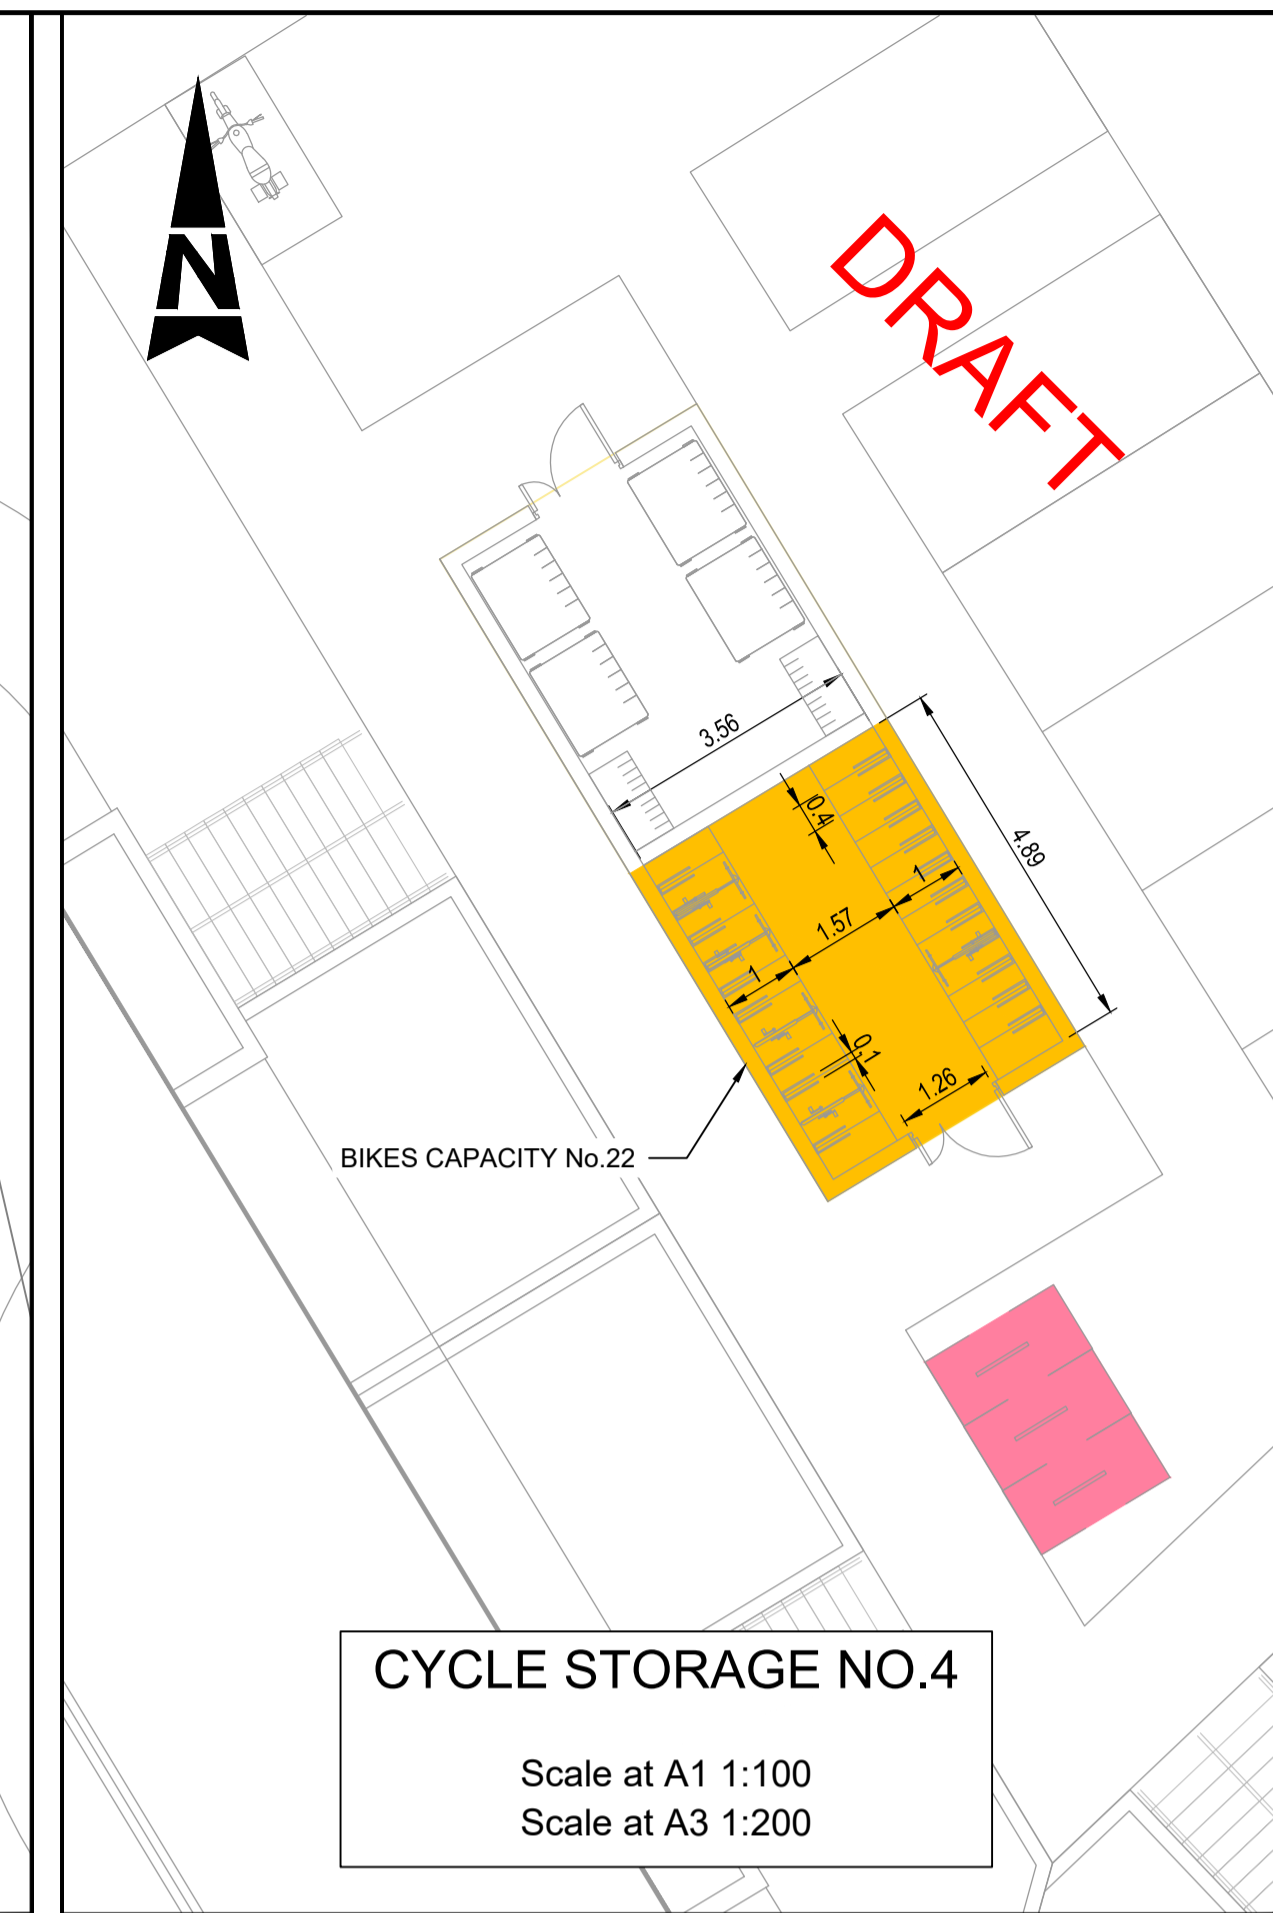 N
DRAFT
3.56
0.4
4.89
1
1.57
1
0.1
1.26
BIKES CAPACITY No.22
CYCLE STORAGE NO.4
Scale at A1 1:100
Scale at A3 1:200